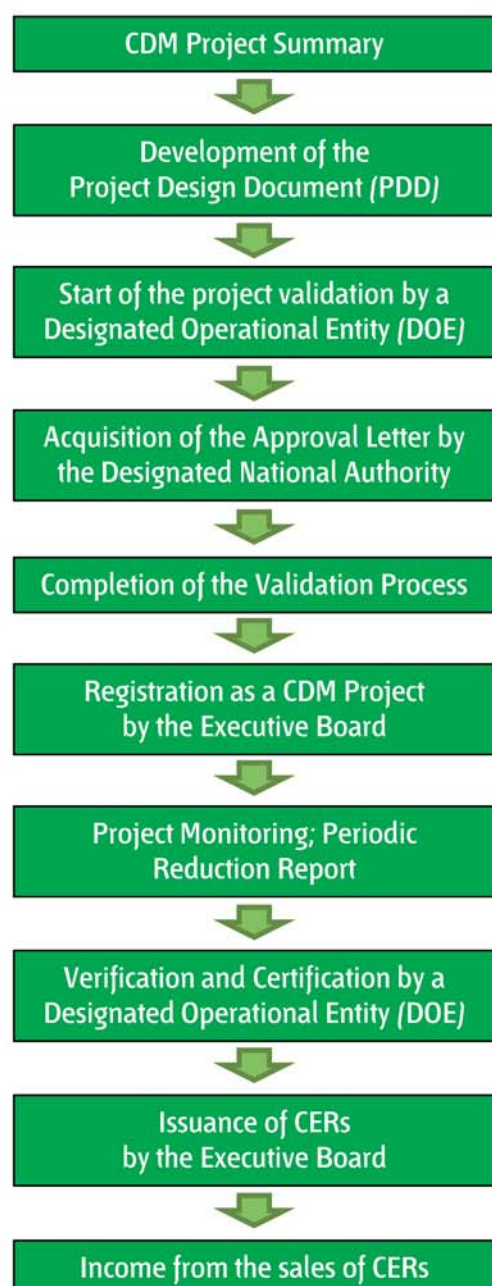 CDM Project Summary
Development of the
Project Design Document (PDD)
Start of the project validation by a
Designated Operational Entity (DOE)
Acquisition of the Approval Letter by
the Designated National Authority
Completion of the Validation Process
Registration as a CDM Project
by the Executive Board
Project Monitoring; Periodic
Reduction Report
Verification and Certification by a
Designated Operational Entity (DOE)
Issuance of CERs
by the Executive Board
Income from the sales of CERs